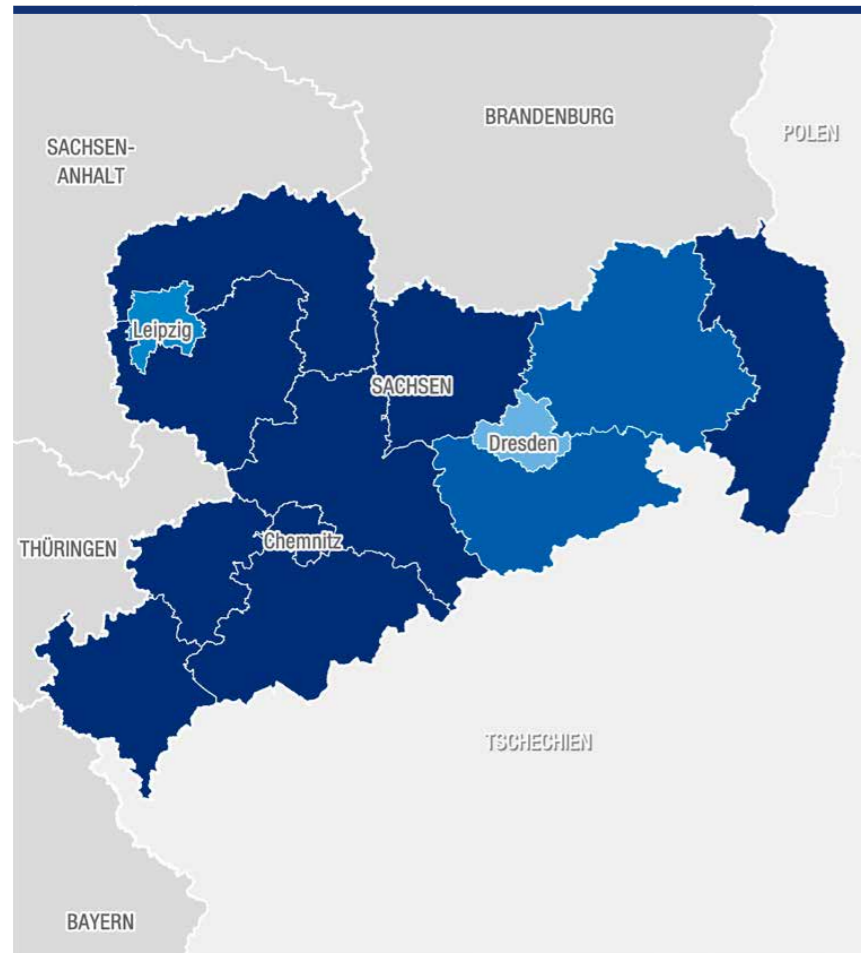 BRANDENBURG
POLEN
SACHSEN-
ANHALT
Leipzig
SACHSEN
Dresden
Chemnitz
THÜRINGEN
TSCHECHIEN
BAYERN